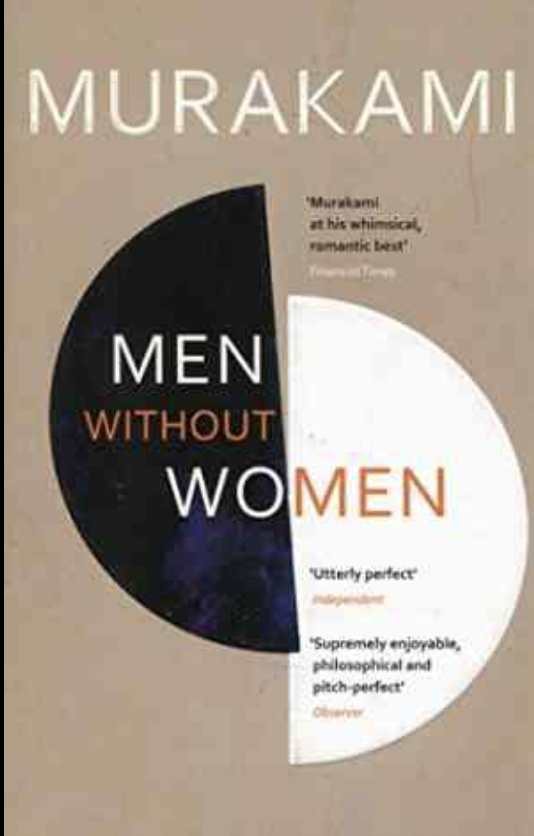 MURAKAMI
'Murakami
at his whimsical,
romantic best'
Financial Times
MEN
WITHOUT
WOMEN
'Utterly perfect'
Independent
'Supremely enjoyable,
philosophical and
pitch-perfect'
Observer